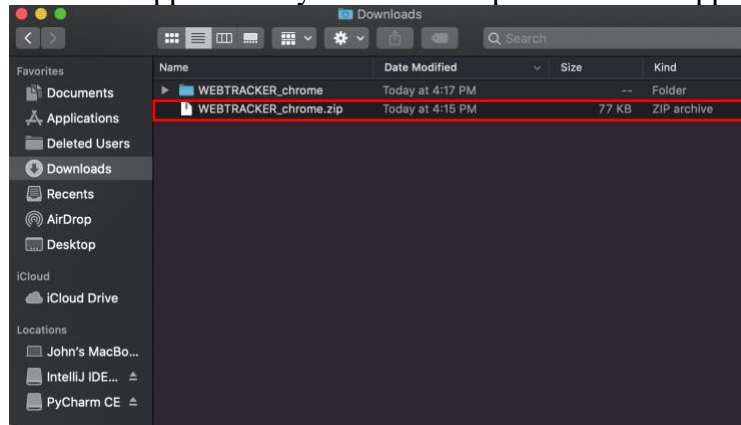 Downloads
Search
Favorites
Documents
Applications
Deleted Users
Downloads
Recents
AirDrop
Desktop
iCloud
iCloud Drive
Locations
John's MacBo...
IntelliJ IDE...
PyCharm CE
Name Date Modified Size Kind
WEBTRACKER_chrome Today at 4:17 PM -- Folder
WEBTRACKER_chrome.zip Today at 4:15 PM 77 KB ZIP archive